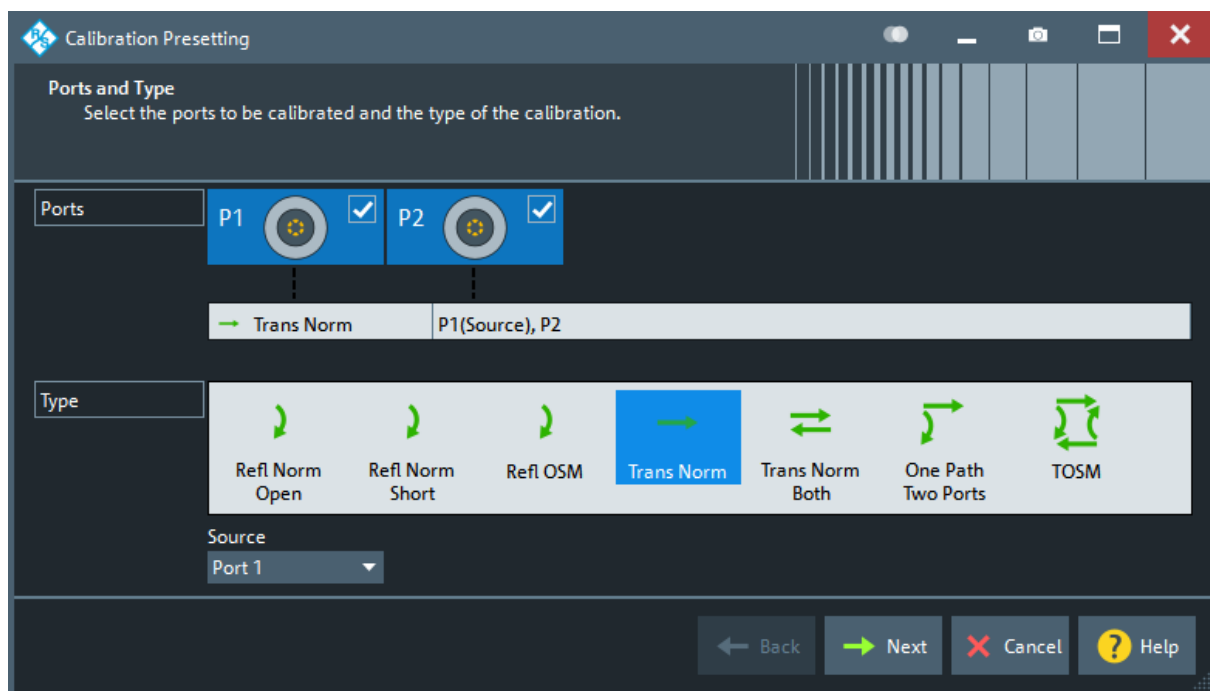 Calibration Presetting
Ports and Type
Select the ports to be calibrated and the type of the calibration.
Ports
P1
P2
Trans Norm
P1(Source), P2
Type
Refl Norm
Open
Refl Norm
Short
Refl OSM
Trans Norm
Trans Norm
Both
One Path
Two Ports
TOSM
Source
Port 1
Back
Next
Cancel
? Help